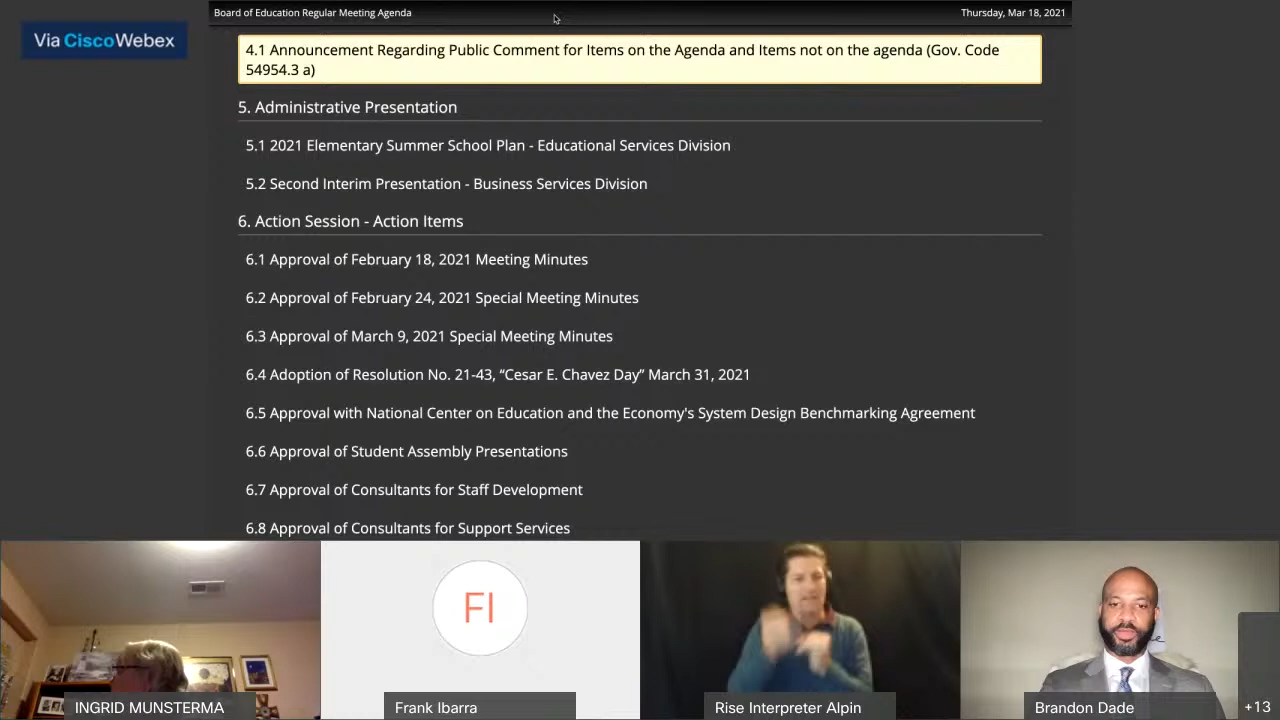 Board of Education Regular Meeting Agenda
Thursday, Mar 18, 2021
Via CiscoWebex
4.1 Announcement Regarding Public Comment for Items on the Agenda and Items not on the agenda (Gov. Code
54954.3 a)
5. Administrative Presentation
5.1 2021 Elementary Summer School Plan - Educational Services Division
5.2 Second Interim Presentation - Business Services Division
6. Action Session - Action Items
6.1 Approval of February 18, 2021 Meeting Minutes
6.2 Approval of February 24, 2021 Special Meeting Minutes
6.3 Approval of March 9, 2021 Special Meeting Minutes
6.4 Adoption of Resolution No. 21-43, “Cesar E. Chavez Day” March 31, 2021
6.5 Approval with National Center on Education and the Economy's System Design Benchmarking Agreement
6.6 Approval of Student Assembly Presentations
6.7 Approval of Consultants for Staff Development
6.8 Approval of Consultants for Support Services
FI
INGRID MUNSTERMA
Frank Ibarra
Rise Interpreter Alpin
Brandon Dade
+13